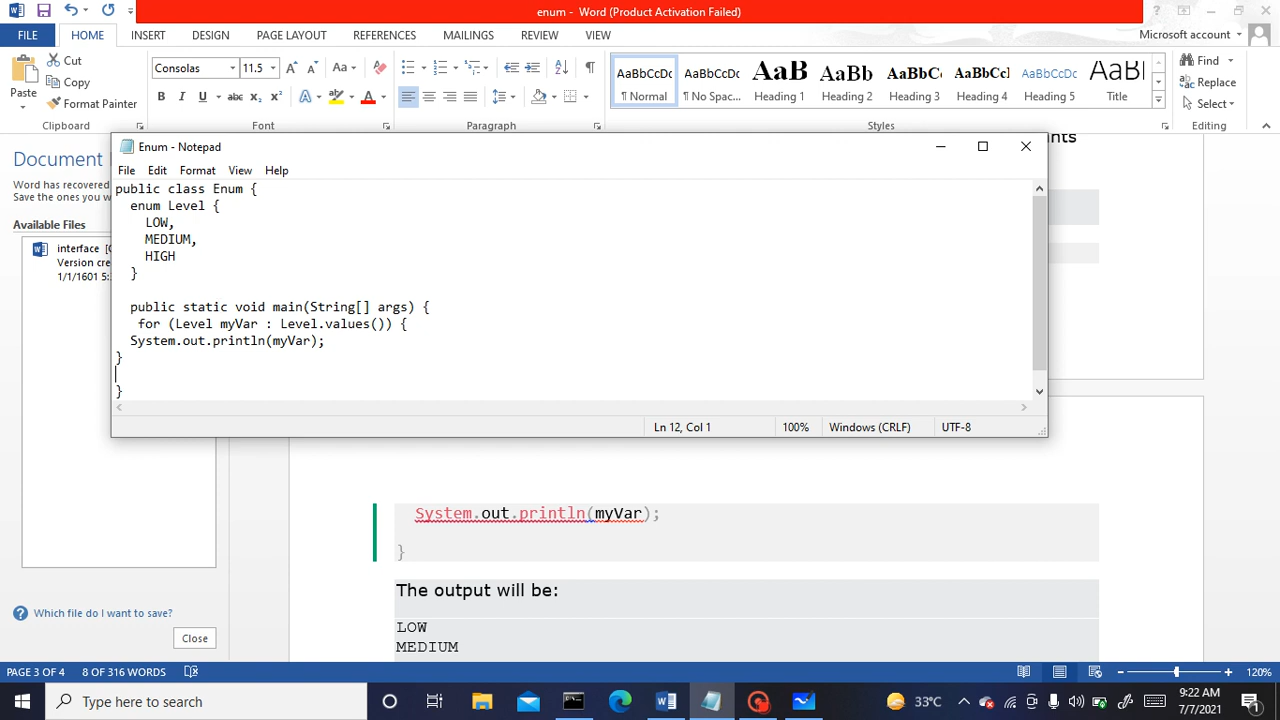 enum - Word (Product Activation Failed)
FILE HOME INSERT DESIGN PAGE LAYOUT REFERENCES MAILINGS REVIEW VIEW Microsoft account
Paste
Cut
Copy
Format Painter
Clipboard
Consolas 11.5
Font
Paragraph
AaBbCcDc AaBbCcDc AaB AaBb AaBbC AaBbCcl AaBbCcDc AaBl
¶ Normal ¶ No Spac... Heading 1 Heading 2 Heading 3 Heading 4 Heading 5 Title
Styles
Find
Replace
Select
Editing
Document
Word has recovered
Save the ones you w
Available Files
interface
Version cre
1/1/1601 5:
Which file do I want to save?
Close
Enum - Notepad
File Edit Format View Help
public class Enum {
enum Level {
LOW,
MEDIUM,
HIGH
}
public static void main(String[] args) {
for (Level myVar : Level.values()) {
System.out.println(myVar);
}
}
Ln 12, Col 1 100% Windows (CRLF) UTF-8
nts
System.out.println(myVar);
}
The output will be:
LOW
MEDIUM
PAGE 3 OF 4 8 OF 316 WORDS 120%
Type here to search
33°C
9:22 AM
7/7/2021
1